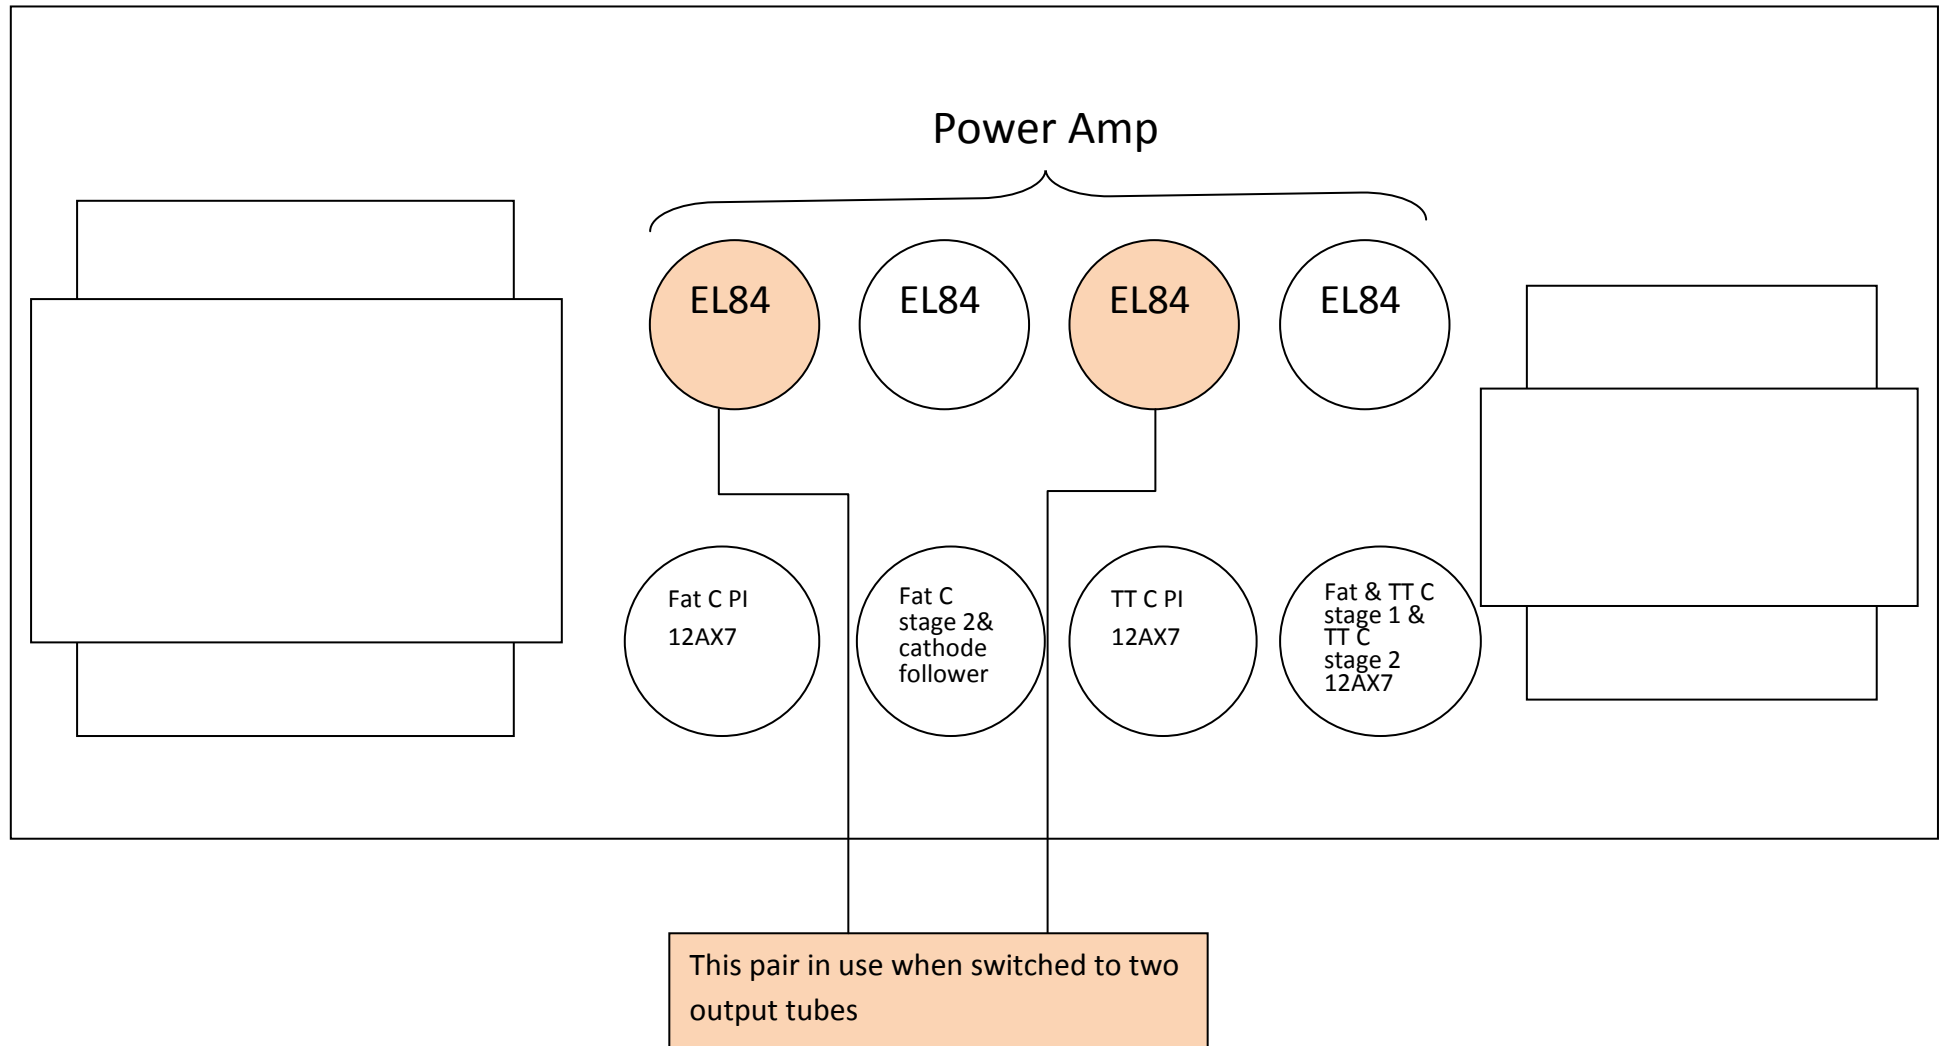 Power Amp
EL84
EL84
EL84
EL84
Fat C PI
12AX7
Fat C
stage 2&
cathode
follower
TT C PI
12AX7
Fat & TT C
stage 1 &
TT C
stage 2
12AX7
This pair in use when switched to two
output tubes